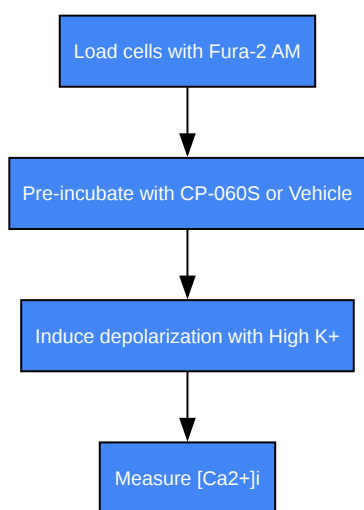 Load cells with Fura-2 AM
Pre-incubate with CP-060S or Vehicle
Induce depolarization with High K+
Measure [Ca2+]i